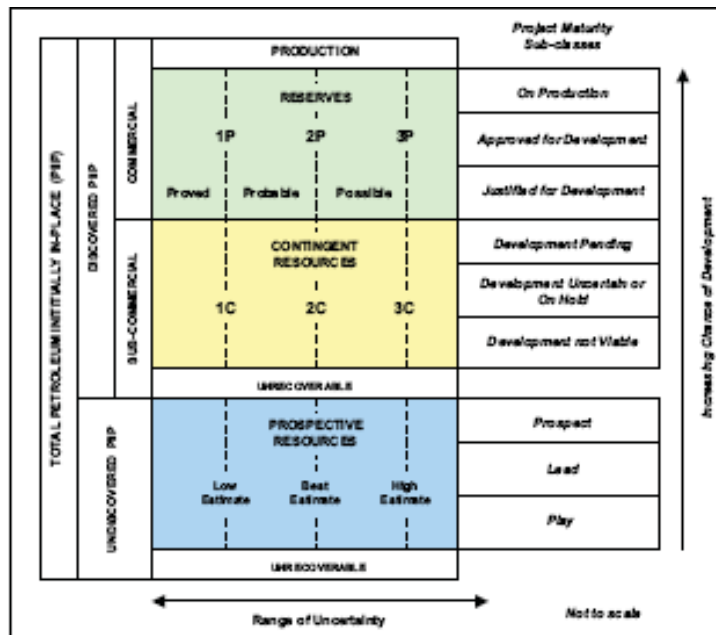 Project Maturity
Sub-classes
PRODUCTION
RESERVES
1P 2P 3P
Proved Probable Possible
On Production
Approved for Development
Justified for Development
CONTINGENT
RESOURCES
1C 2C 3C
Development Pending
Development Uncertain or
On Hold
Development not Viable
UNRECOVERABLE
PROSPECTIVE
RESOURCES
Low
Estimate
Best
Estimate
High
Estimate
Prospect
Lead
Play
UNRECOVERABLE
Range of Uncertainty
Not to scale
TOTAL PETROLEUM INITIALLY IN-PLACE (PIIP)
DISCOVERED PIIP
UNDISCOVERED PIIP
COMMERCIAL
SUB-COMMERCIAL
Increasing Chance of Development